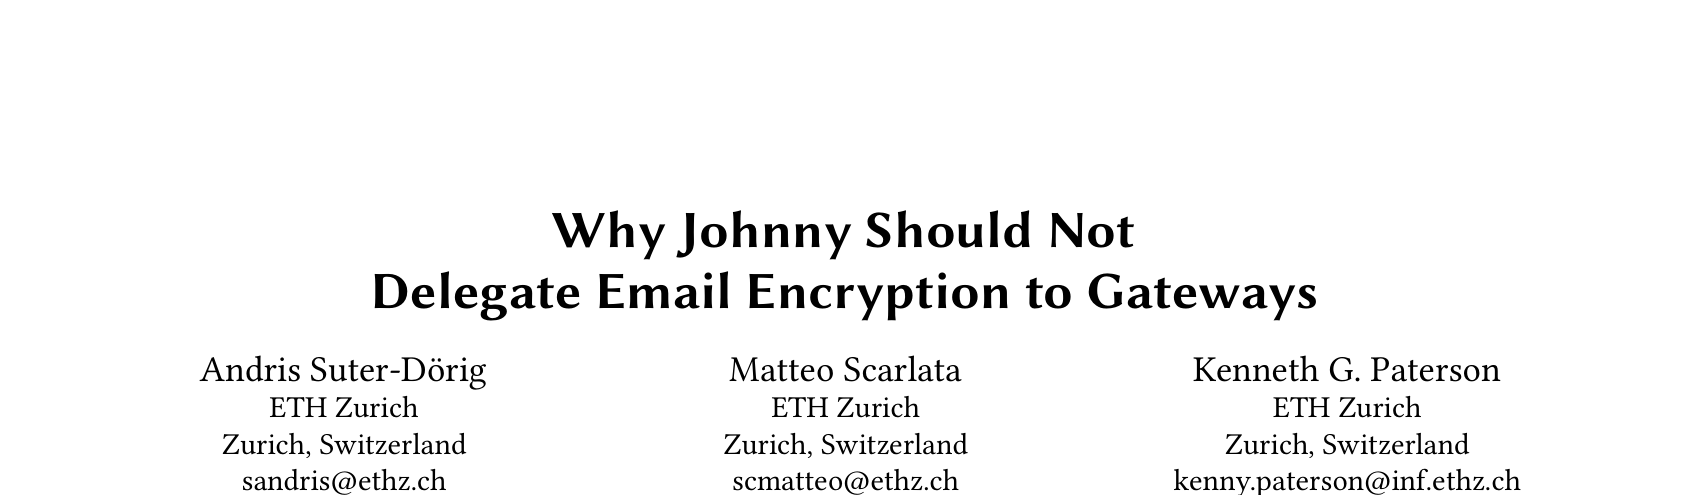 Why Johnny Should Not
Delegate Email Encryption to Gateways
Andris Suter-Dörig
ETH Zurich
Zurich, Switzerland
sandris@ethz.ch
Matteo Scarlata
ETH Zurich
Zurich, Switzerland
scmatteo@ethz.ch
Kenneth G. Paterson
ETH Zurich
Zurich, Switzerland
kenny.paterson@inf.ethz.ch